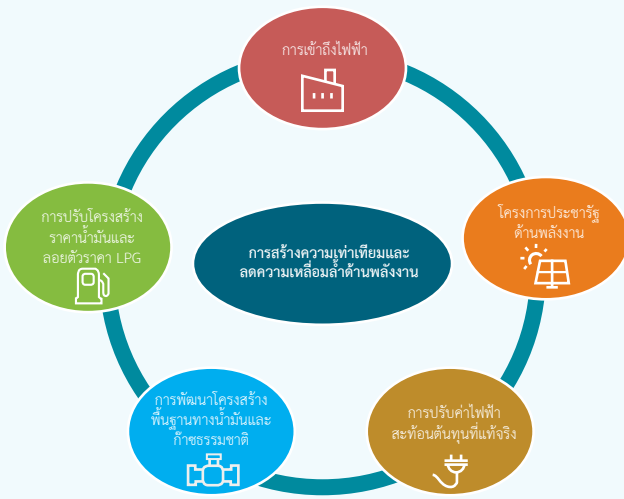 การเข้าถึงไฟฟ้า
โครงการประชารัฐ
ด้านพลังงาน
การปรับค่าไฟฟ้า
สะท้อนต้นทุนที่แท้จริง
การพัฒนาโครงสร้าง
พื้นฐานทางน้ำมันและ
ก๊าซธรรมชาติ
การปรับโครงสร้าง
ราคาน้ำมันและ
ลอยตัวราคา LPG
การสร้างความเท่าเทียมและ
ลดความเหลื่อมล้ำด้านพลังงาน